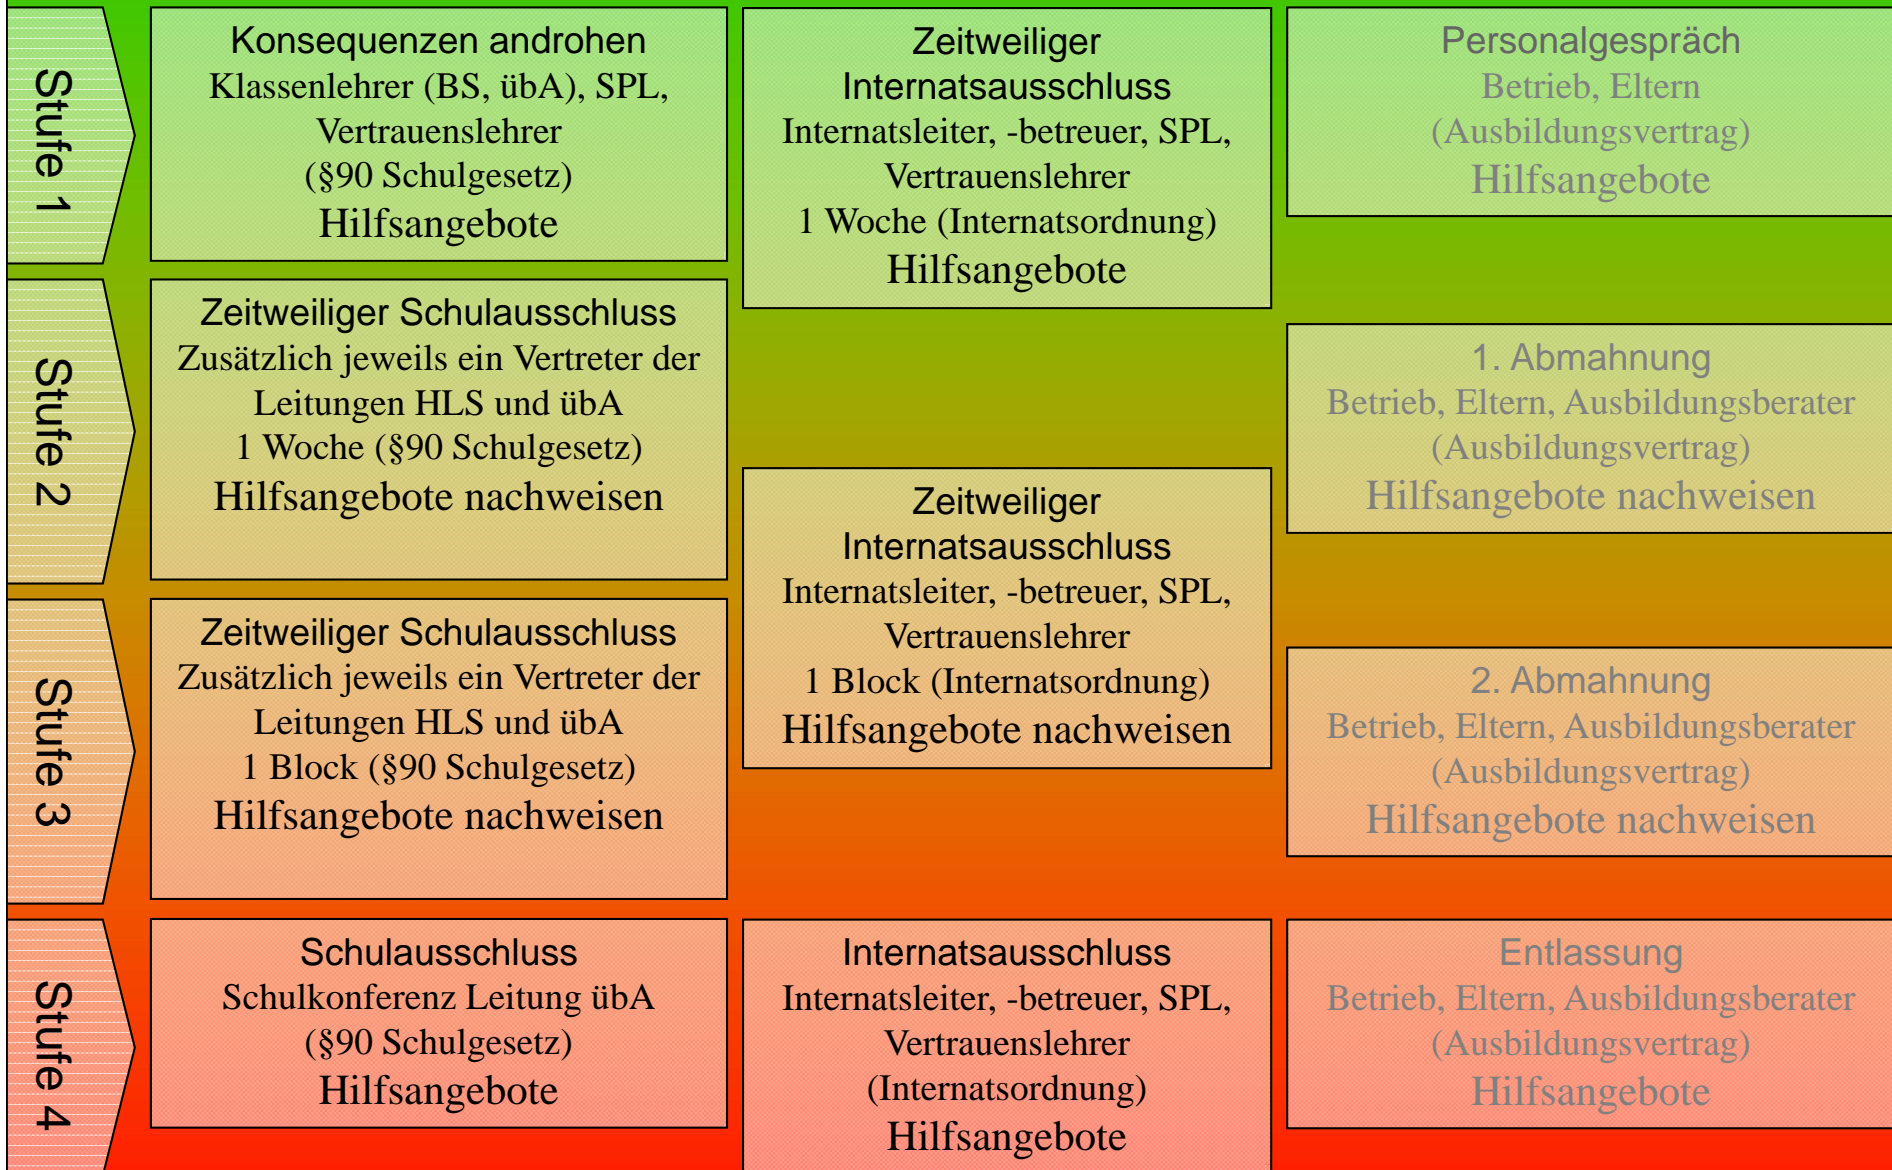 Stufe 1
Konsequenzen androhen
Klassenlehrer (BS, übA), SPL,
Vertrauenslehrer
(§90 Schulgesetz)
Hilfsangebote
Zeitweiliger
Internatsausschluss
Internatsleiter, -betreuer, SPL,
Vertrauenslehrer
1 Woche (Internatsordnung)
Hilfsangebote
Personalgespräch
Betrieb, Eltern
(Ausbildungsvertrag)
Hilfsangebote
Stufe 2
Zeitweiliger Schulausschluss
Zusätzlich jeweils ein Vertreter der
Leitungen HLS und übA
1 Woche (§90 Schulgesetz)
Hilfsangebote nachweisen
Zeitweiliger
Internatsausschluss
Internatsleiter, -betreuer, SPL,
Vertrauenslehrer
1 Block (Internatsordnung)
Hilfsangebote nachweisen
1. Abmahnung
Betrieb, Eltern, Ausbildungsberater
(Ausbildungsvertrag)
Hilfsangebote nachweisen
Stufe 3
Zeitweiliger Schulausschluss
Zusätzlich jeweils ein Vertreter der
Leitungen HLS und übA
1 Block (§90 Schulgesetz)
Hilfsangebote nachweisen
2. Abmahnung
Betrieb, Eltern, Ausbildungsberater
(Ausbildungsvertrag)
Hilfsangebote nachweisen
Stufe 4
Schulausschluss
Schulkonferenz Leitung übA
(§90 Schulgesetz)
Hilfsangebote
Internatsausschluss
Internatsleiter, -betreuer, SPL,
Vertrauenslehrer
(Internatsordnung)
Hilfsangebote
Entlassung
Betrieb, Eltern, Ausbildungsberater
(Ausbildungsvertrag)
Hilfsangebote